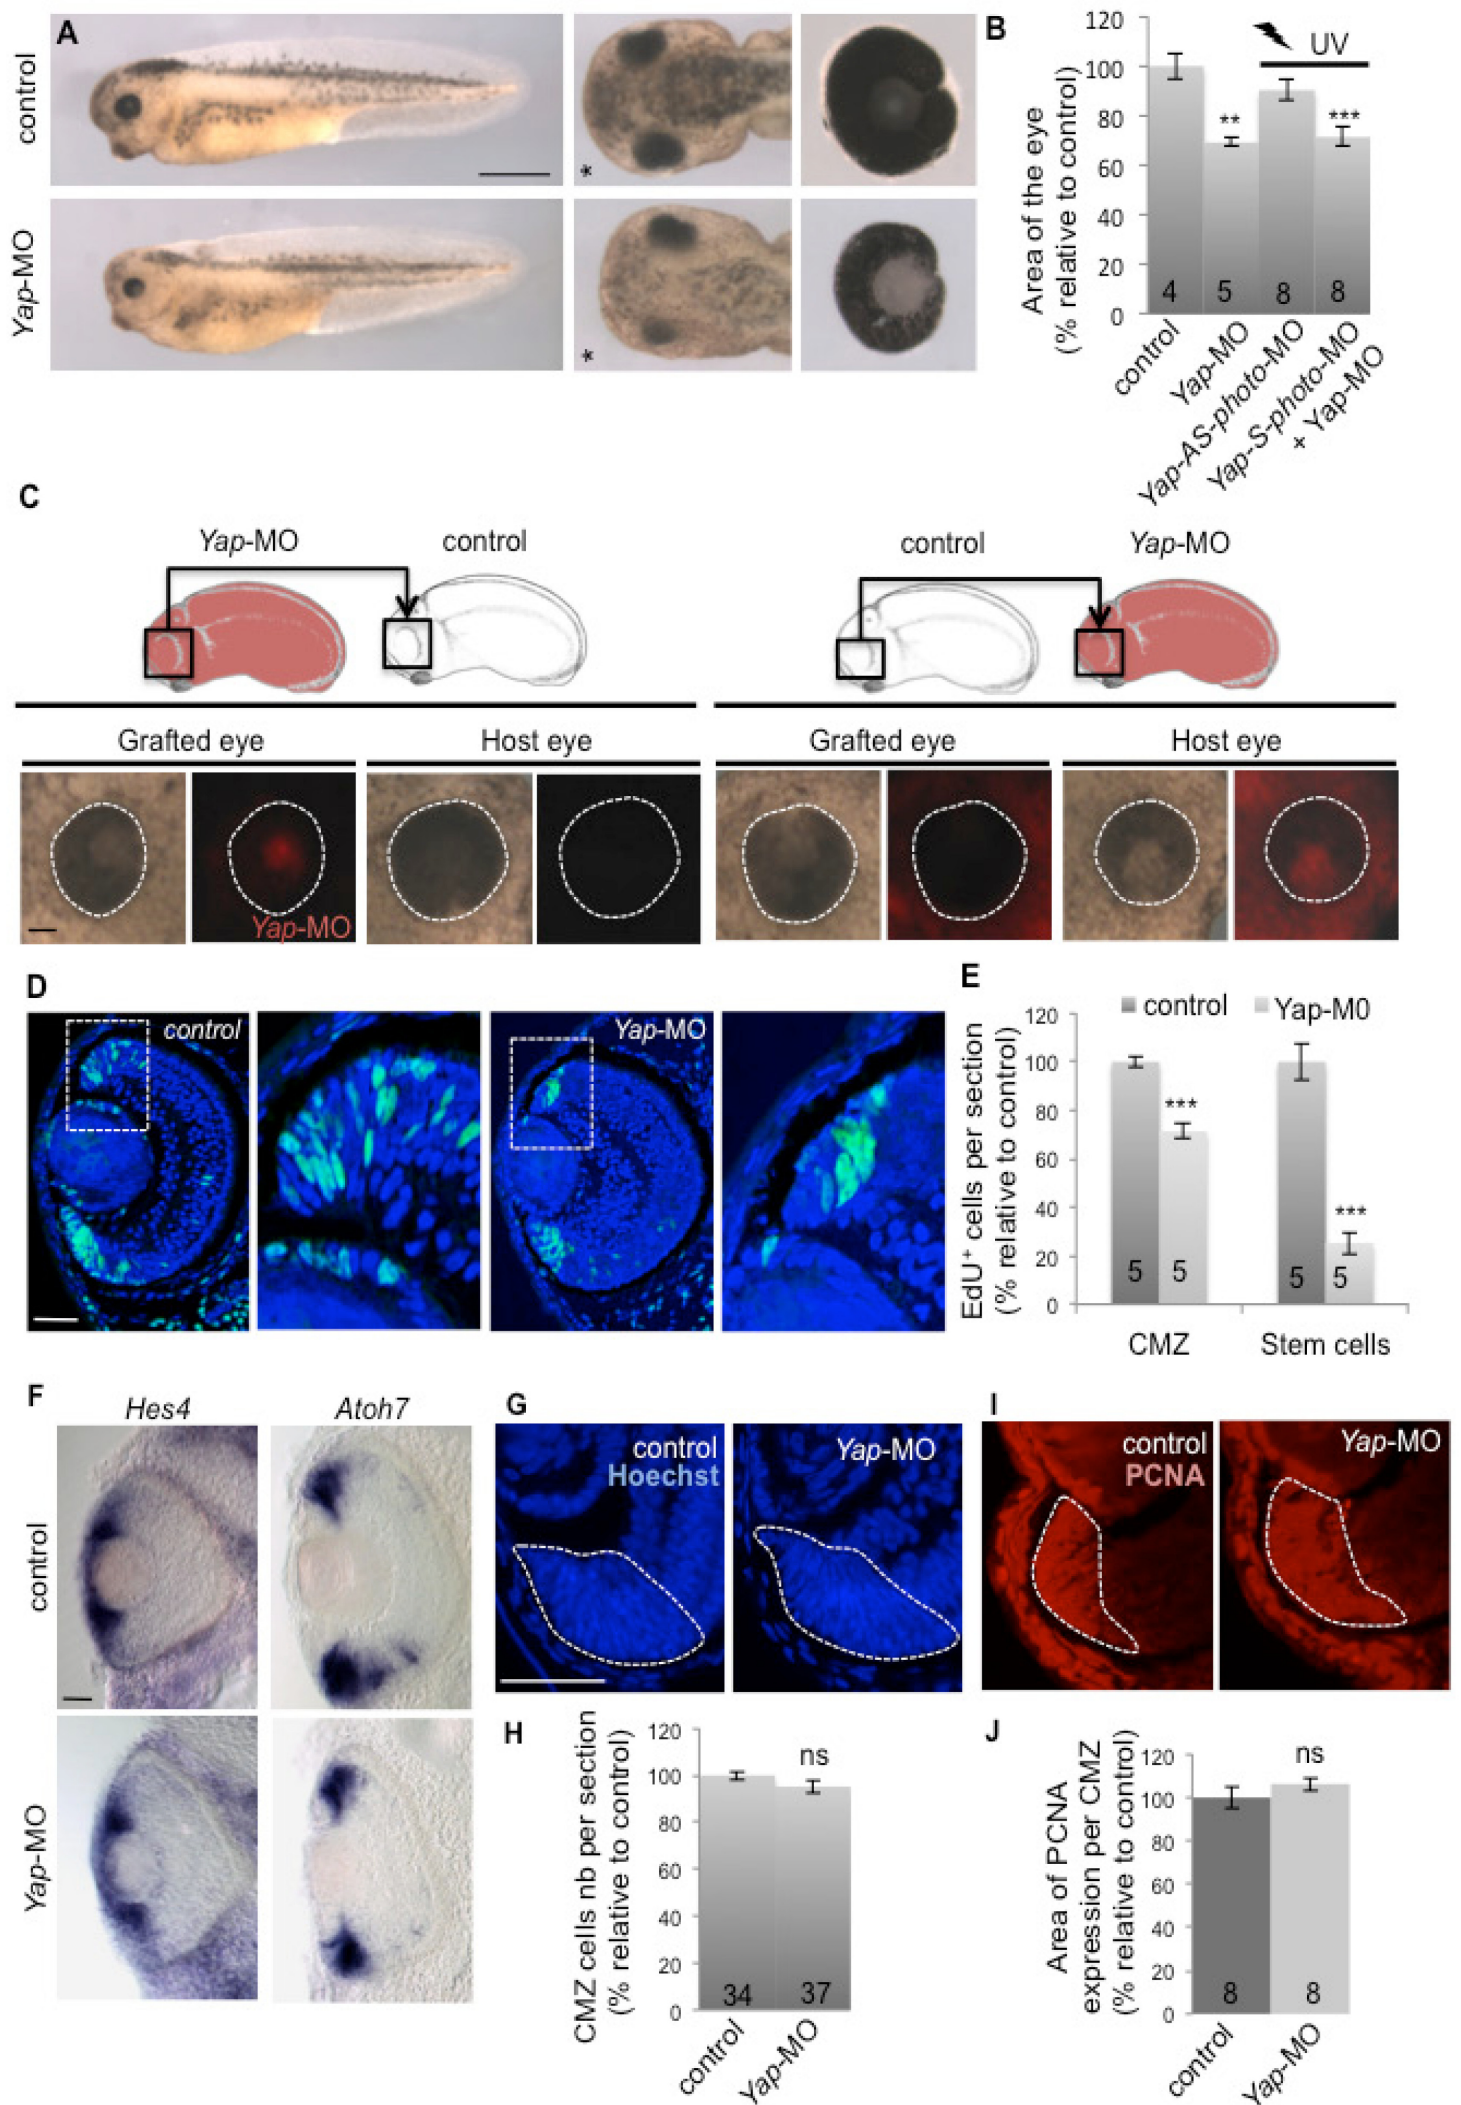 A
control
Yap-MO
*
*
B
UV
120
100
80
60
40
20
0
**
***
4 5 8 8
Area of the eye
(% relative to control)
control
Yap-MO
Yap-AS-photo-MO
Yap-S-photo-MO
+ Yap-MO
C
Yap-MO control
control Yap-MO
Grafted eye Host eye
Grafted eye Host eye
Yap-MO
D
control
Yap-MO
E
control Yap-M0
120
100
80
60
40
20
0
***
***
5 5 5 5
EdU+ cells per section
(% relative to control)
CMZ Stem cells
F
Hes4 Atoh7
control
Yap-MO
G
control
Hoechst
Yap-MO
I
control
PCNA
Yap-MO
H
120
100
80
60
40
20
0
ns
34 37
CMZ cells nb per section
(% relative to control)
control
Yap-MO
J
120
100
80
60
40
20
0
ns
8 8
Area of PCNA
expression per CMZ
(% relative to control)
control
Yap-MO